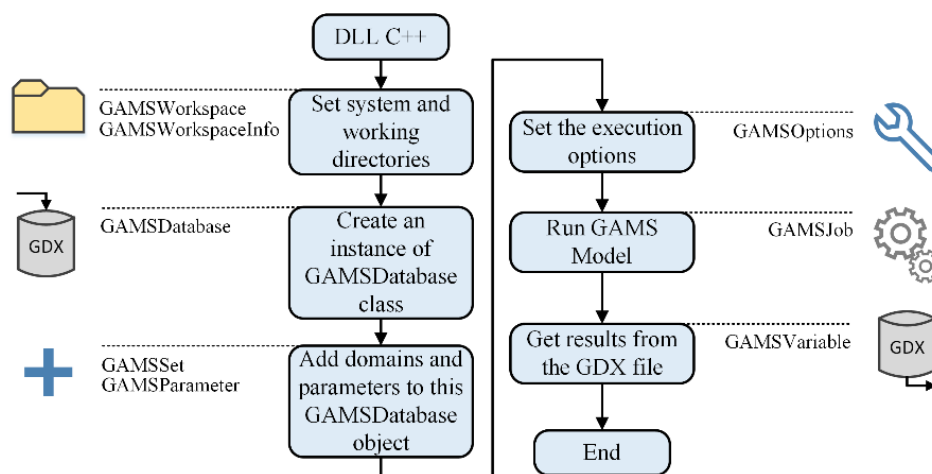 DLL C++
GAMSWorkspace
GAMSWorkspaceInfo
Set system and
working
directories
GDX
GAMSDatabase
Create an
instance of
GAMSDatabase
class
GAMSSet
GAMSParameter
Add domains and
parameters to this
GAMSDatabase
object
Set the execution
options
GAMSOptions
Run GAMS
Model
GAMSJob
Get results from
the GDX file
GAMSVariable
GDX
End